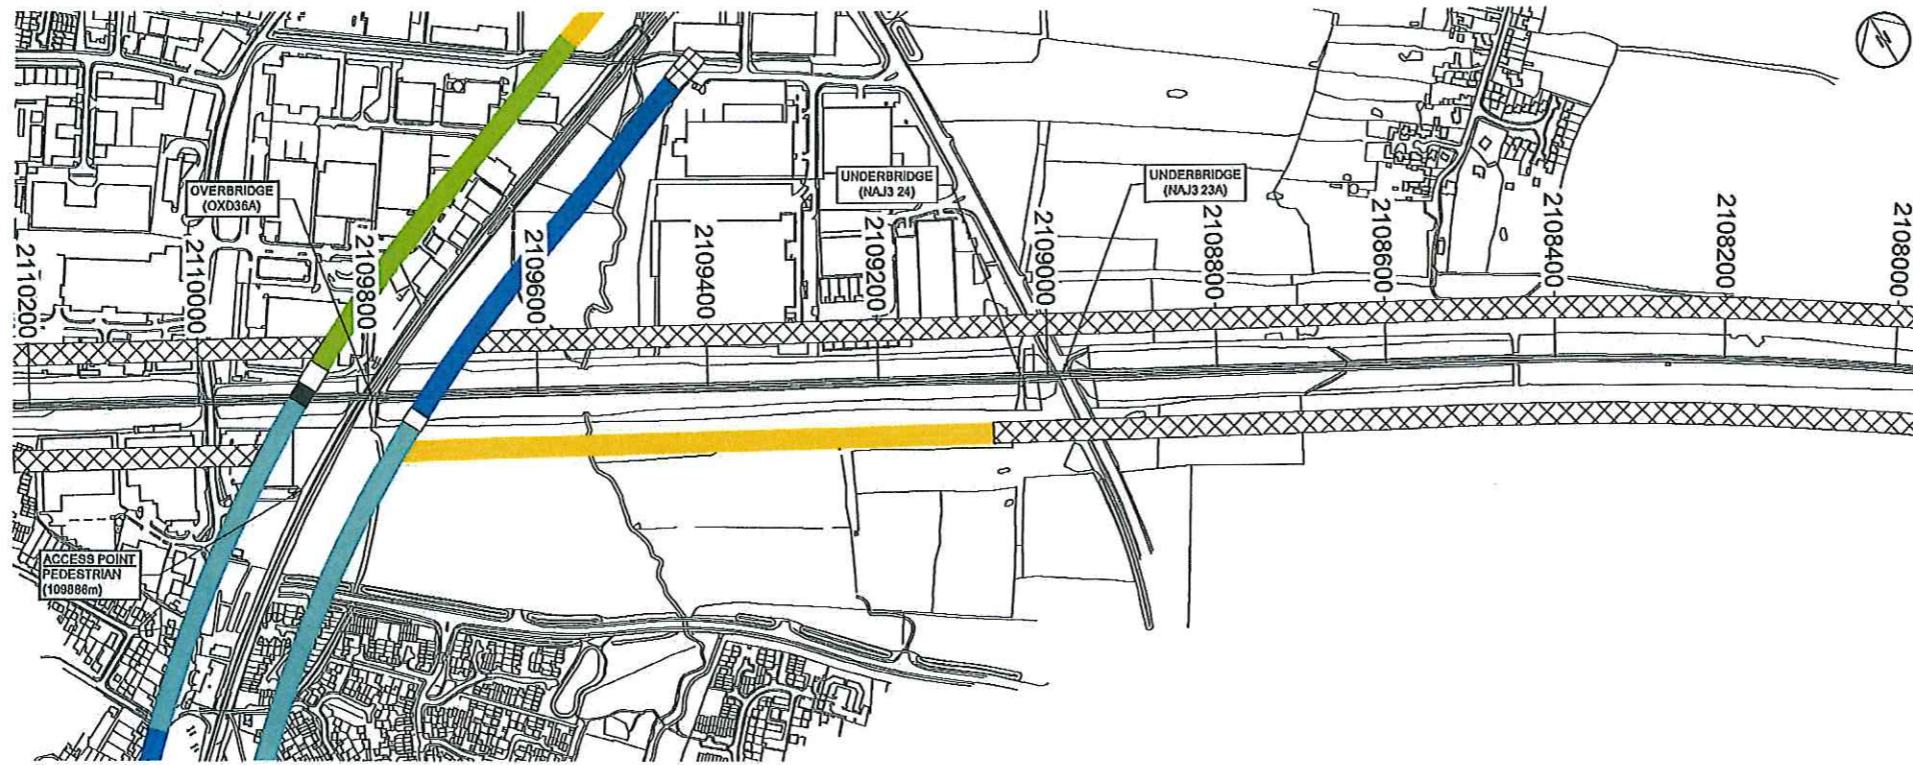 OVERBRIDGE
(OXD36A)
UNDERBRIDGE
(NAJ3 24)
UNDERBRIDGE
(NAJ3 23A)
2110200
2110000
2109800
2109600
2109400
2109200
2109000
2108800
2108600
2108400
2108200
2108000
ACCESS POINT
PEDESTRIAN
(109886m)